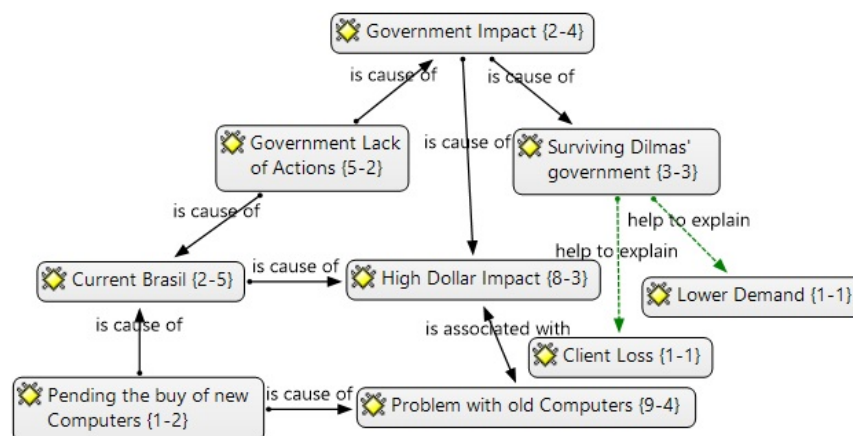 Government Impact {2-4}
is cause of
is cause of
Government Lack
of Actions {5-2}
is cause of
Surviving Dilmas'
government {3-3}
is cause of
help to explain
help to explain
Current Brasil {2-5}
is cause of
High Dollar Impact {8-3}
Lower Demand {1-1}
is cause of
is associated with
Client Loss {1-1}
Pending the buy of new
Computers {1-2}
is cause of
Problem with old Computers {9-4}